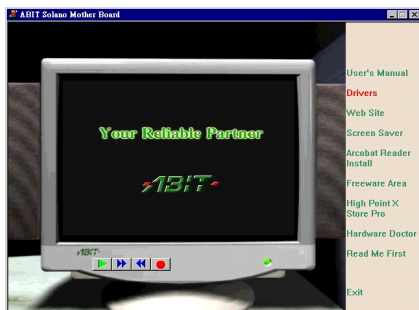 ABIT Solano Mother Board
Your Reliable Partner
ABIT
ABIT
User's Manual
Drivers
Web Site
Screen Saver
Arcobat Reader
Install
Freeware Area
High Point X
Store Pro
Hardware Doctor
Read Me First
Exit